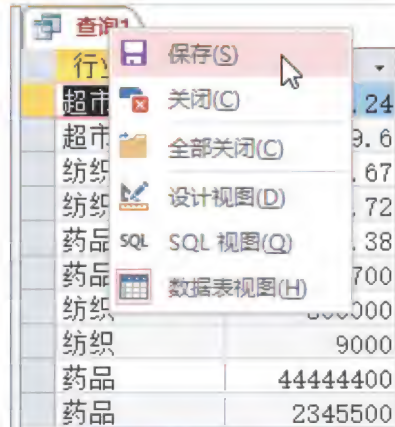 查询1
行
保存(S)
超市 .24
关闭(C)
超市 9.6
全部关闭(C)
纺织 .67
设计视图(D)
纺织 .72
药品 .38
SQL SQL 视图(Q)
药品 700
数据表视图(H)
纺织 000
纺织 9000
药品 44444400
药品 2345500